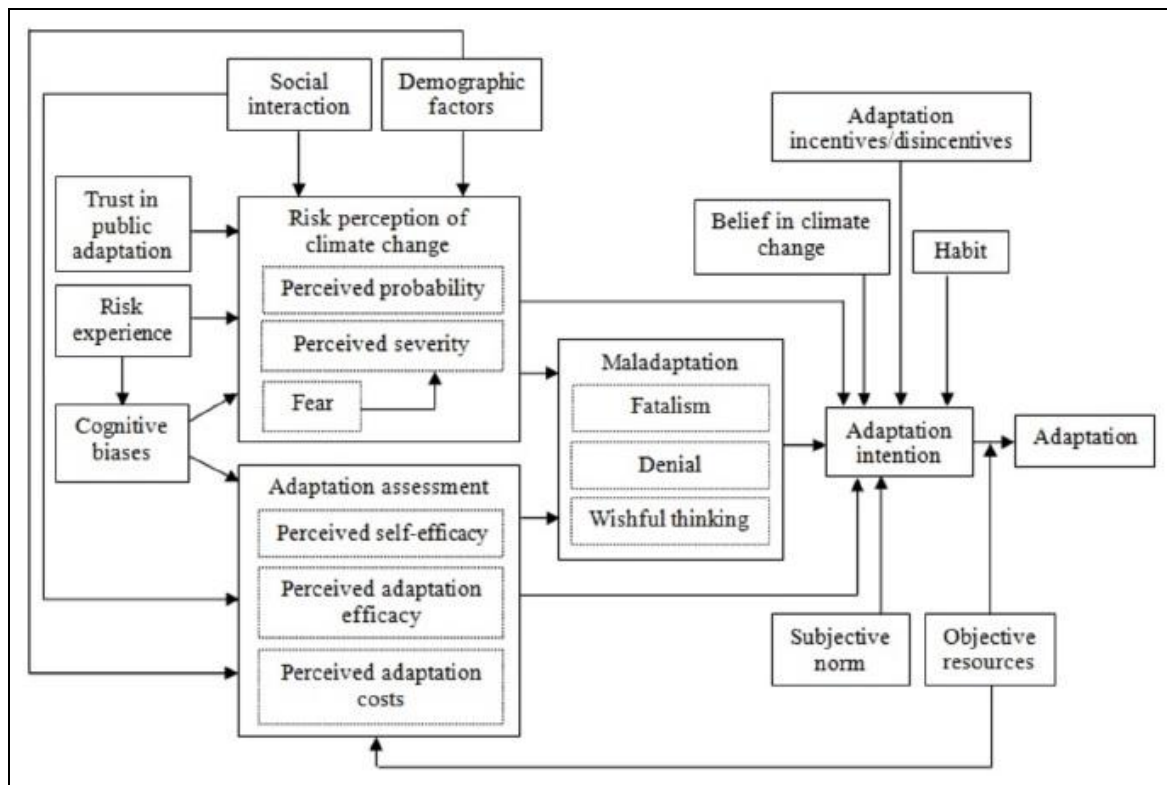 Social
interaction
Demographic
factors
Adaptation
incentives/disincentives
Trust in
public
adaptation
Risk perception of
climate change
Belief in climate
change
Habit
Perceived probability
Risk
experience
Perceived severity
Maladaptation
Fear
Fatalism
Cognitive
biases
Adaptation
intention
Adaptation
Denial
Adaptation assessment
Wishful thinking
Perceived self-efficacy
Perceived adaptation
efficacy
Subjective
norm
Objective
resources
Perceived adaptation
costs